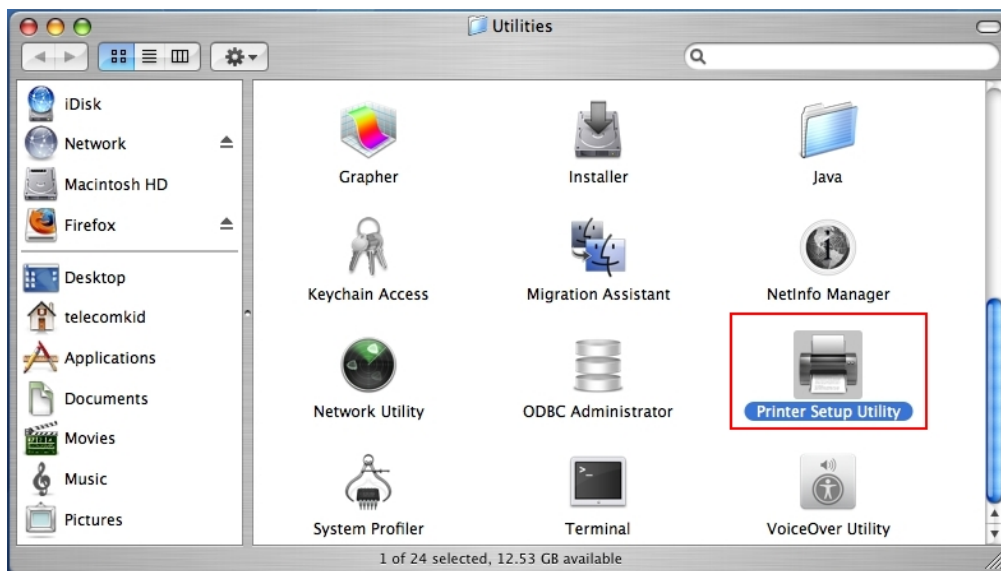 Utilities
iDisk
Network
Macintosh HD
Firefox
Desktop
telecomkid
Applications
Documents
Movies
Music
Pictures
Grapher
Installer
Java
Keychain Access
Migration Assistant
NetInfo Manager
Network Utility
ODBC Administrator
Printer Setup Utility
System Profiler
Terminal
VoiceOver Utility
1 of 24 selected, 12.53 GB available